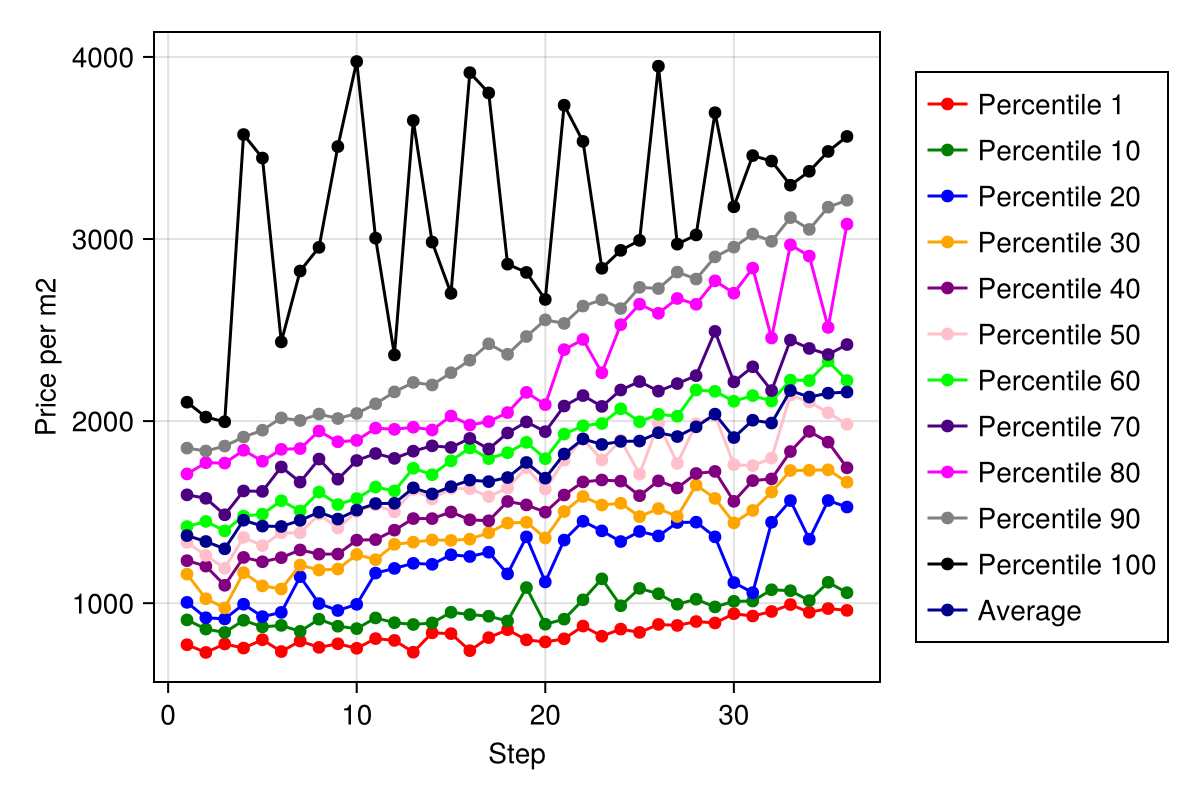 4000
3000
2000
1000
Price per m2
0
10
20
30
Step
Percentile 1
Percentile 10
Percentile 20
Percentile 30
Percentile 40
Percentile 50
Percentile 60
Percentile 70
Percentile 80
Percentile 90
Percentile 100
Average